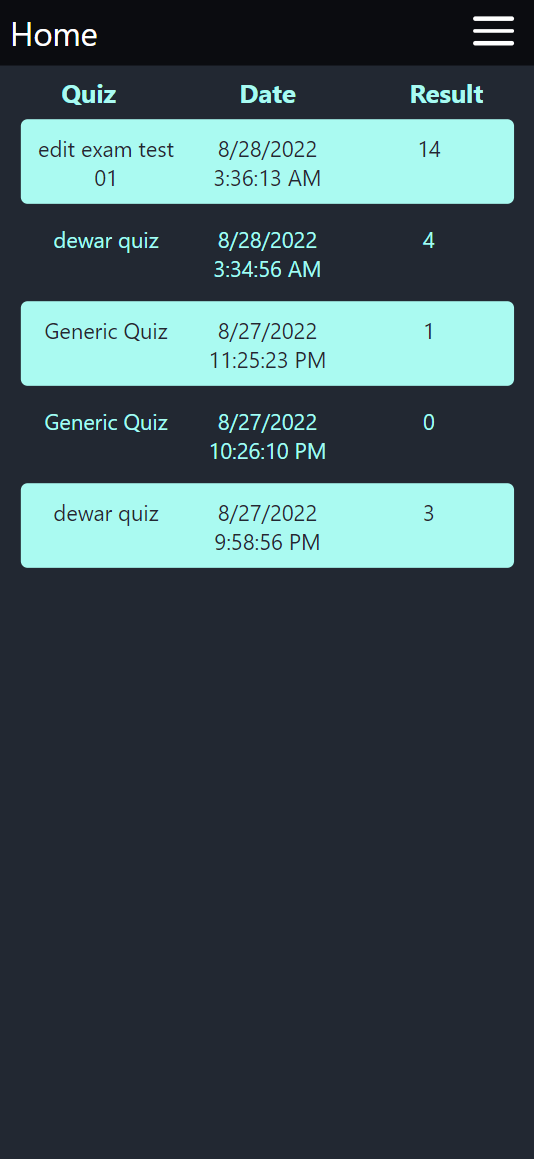 Home
Quiz Date Result
edit exam test 8/28/2022 14
01 3:36:13 AM
dewar quiz 8/28/2022 4
3:34:56 AM
Generic Quiz 8/27/2022 1
11:25:23 PM
Generic Quiz 8/27/2022 0
10:26:10 PM
dewar quiz 8/27/2022 3
9:58:56 PM